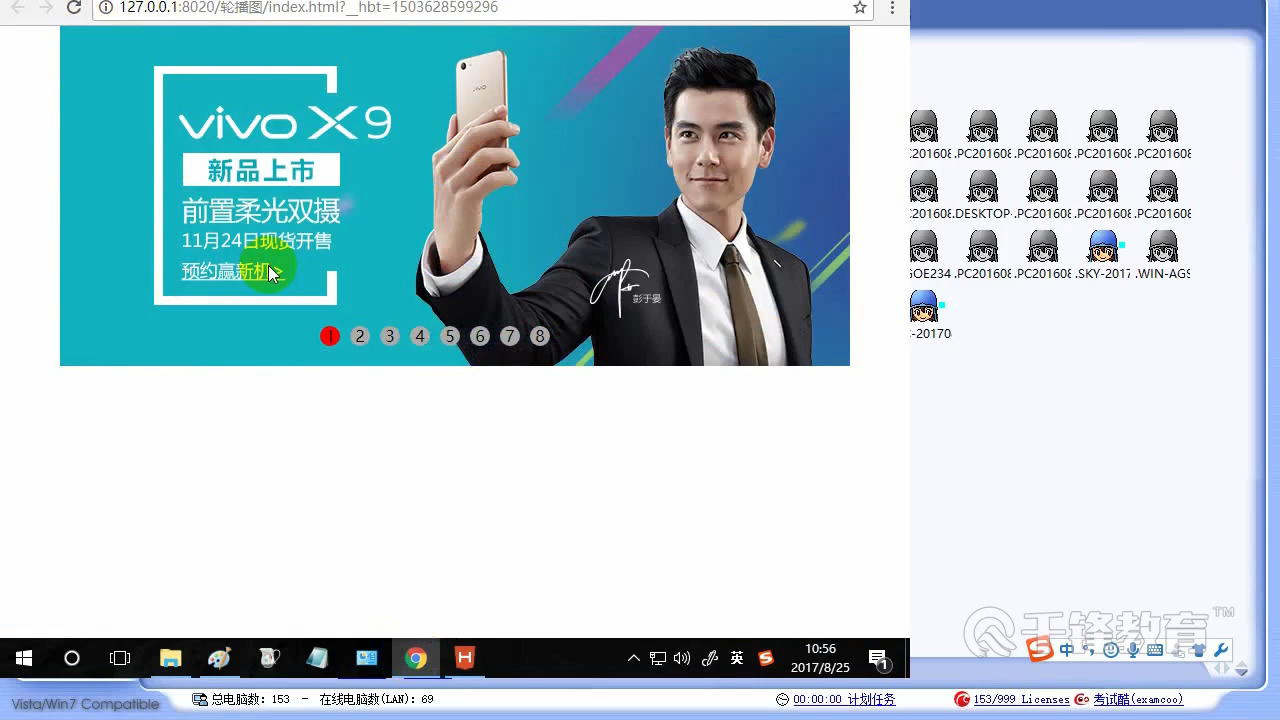 127.0.0.1:8020/轮播图/index.html?__hbt=1503628599296
vivo X9
vivo
新品上市
前置柔光双摄
11月24日现货开售
预约赢新机>
彭于晏
1 2 3 4 5 6 7 8
.PC20160 .PC20160 .PC20160 .PC20160
.DESKTOP- .PC20160 .PC20160 .PC20160
GOE234 .PC20160 .PC20160 .SKY-2017 .WIN-AGS
-20170
千锋教育™
中
英
10:56
2017/8/25
1
Vista/Win7 Compatible
总电脑数: 153 - 在线电脑数(LAN): 69
00:00:00 计划任务
153/999 Licenses
考试酷(examcoo)